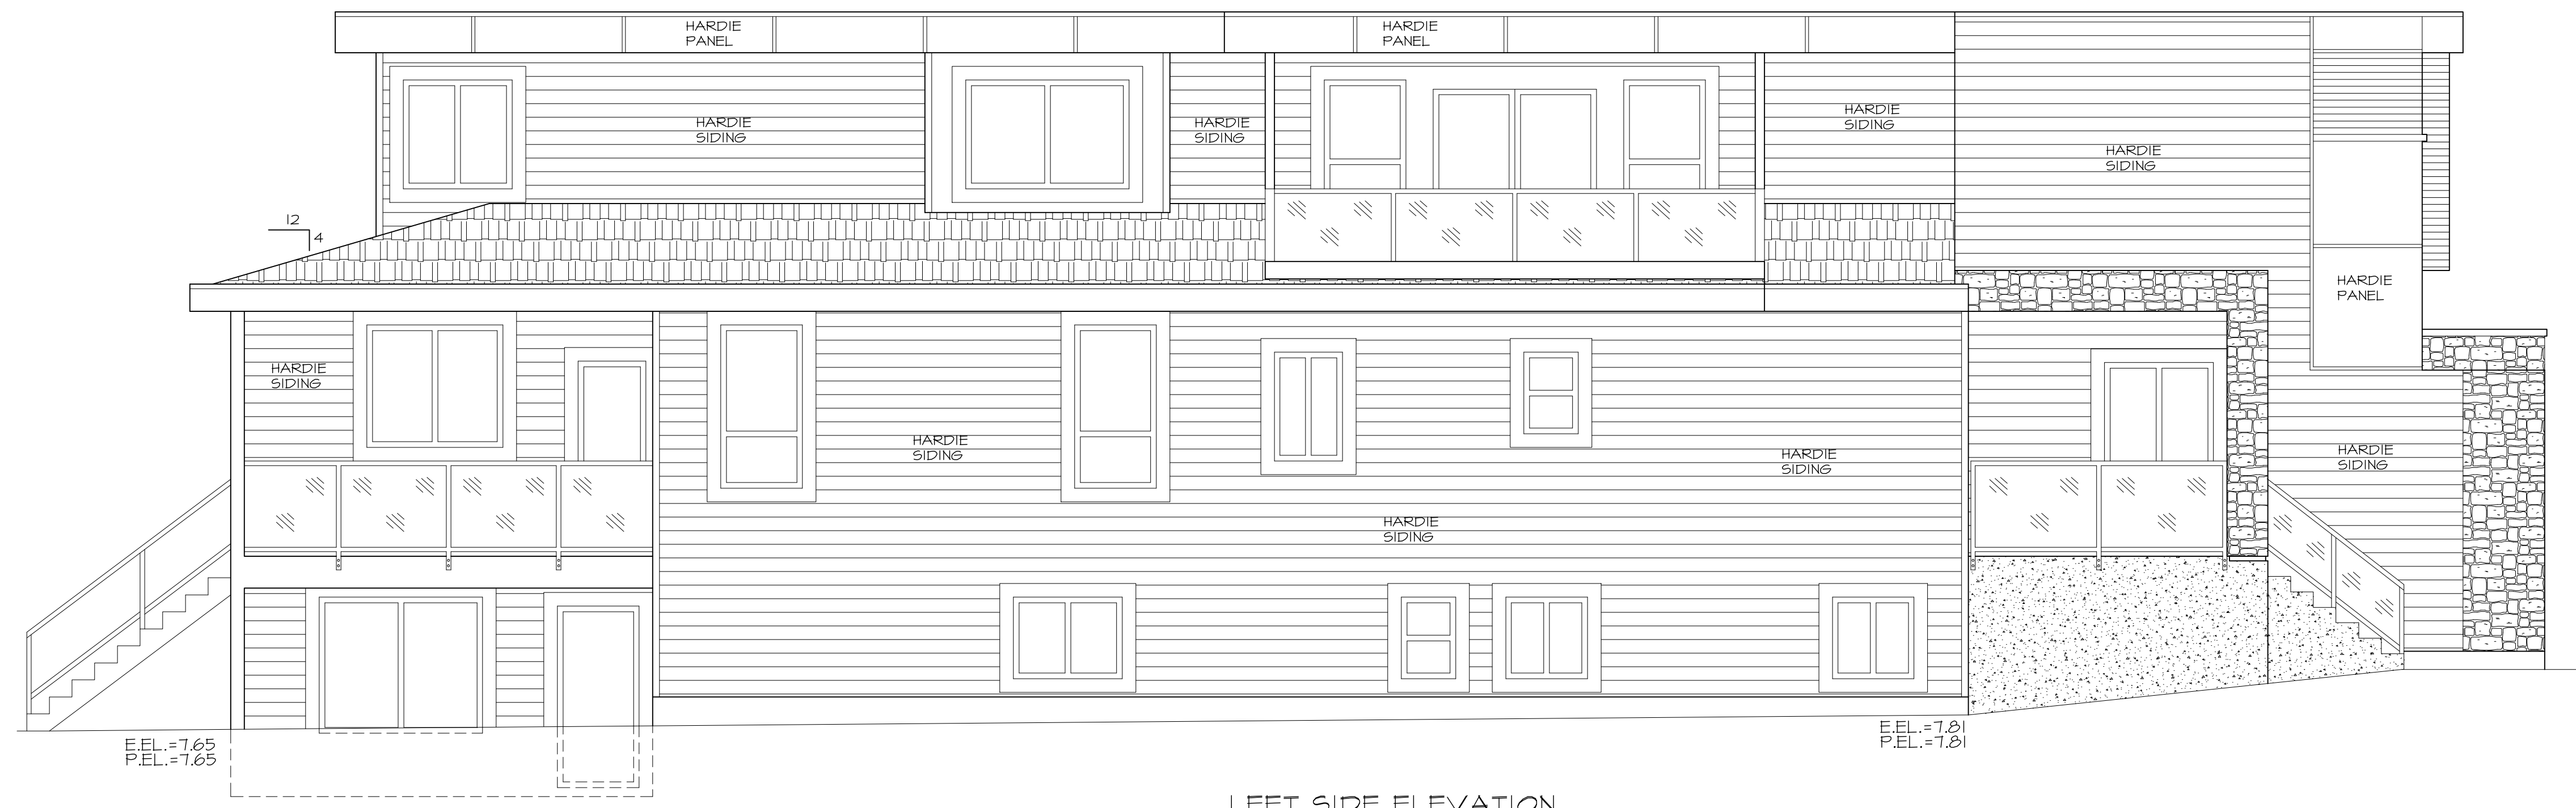 HARDIE
PANEL
HARDIE
PANEL
HARDIE
SIDING
HARDIE
SIDING
HARDIE
SIDING
HARDIE
SIDING
12
4
HARDIE
PANEL
HARDIE
SIDING
HARDIE
SIDING
HARDIE
SIDING
HARDIE
SIDING
HARDIE
SIDING
E.EL.=7.65
P.EL.=7.65
E.EL.=7.81
P.EL.=7.81
LEFT SIDE ELEVATION